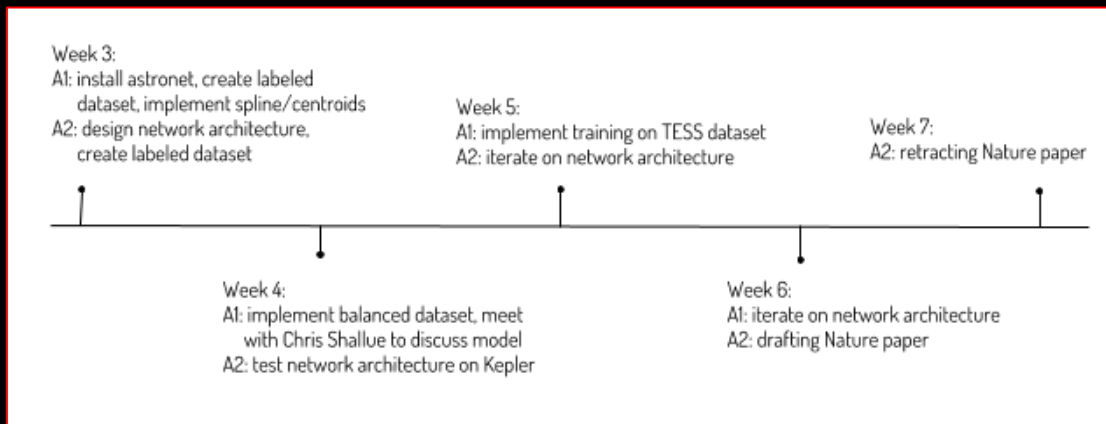 Week 3:
A1: install astronet, create labeled
dataset, implement spline/centroids
A2: design network architecture,
create labeled dataset
Week 4:
A1: implement balanced dataset, meet
with Chris Shallue to discuss model
A2: test network architecture on Kepler
Week 5:
A1: implement training on TESS dataset
A2: iterate on network architecture
Week 6:
A1: iterate on network architecture
A2: drafting Nature paper
Week 7:
A2: retracting Nature paper